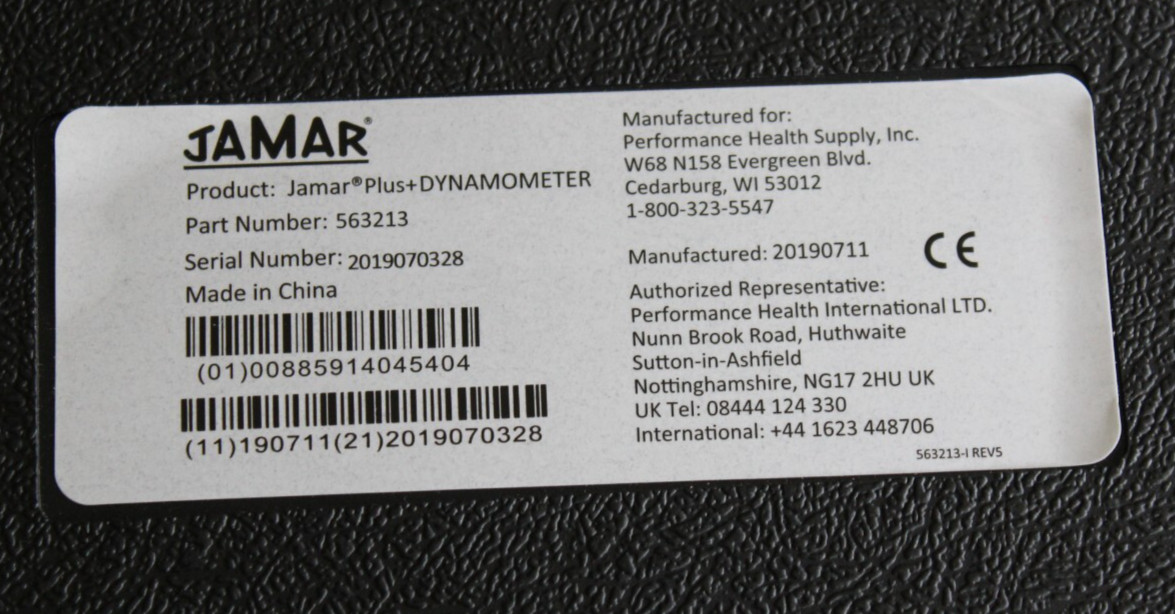 JAMAR®
Product: Jamar®Plus+DYNAMOMETER
Part Number: 563213
Serial Number: 2019070328
Made in China
(01)00885914045404
(11)190711(21)2019070328
Manufactured for:
Performance Health Supply, Inc.
W68 N158 Evergreen Blvd.
Cedarburg, WI 53012
1-800-323-5547
Manufactured: 20190711
CE
Authorized Representative:
Performance Health International LTD.
Nunn Brook Road, Huthwaite
Sutton-in-Ashfield
Nottinghamshire, NG17 2HU UK
UK Tel: 08444 124 330
International: +44 1623 448706
563213-I REV5